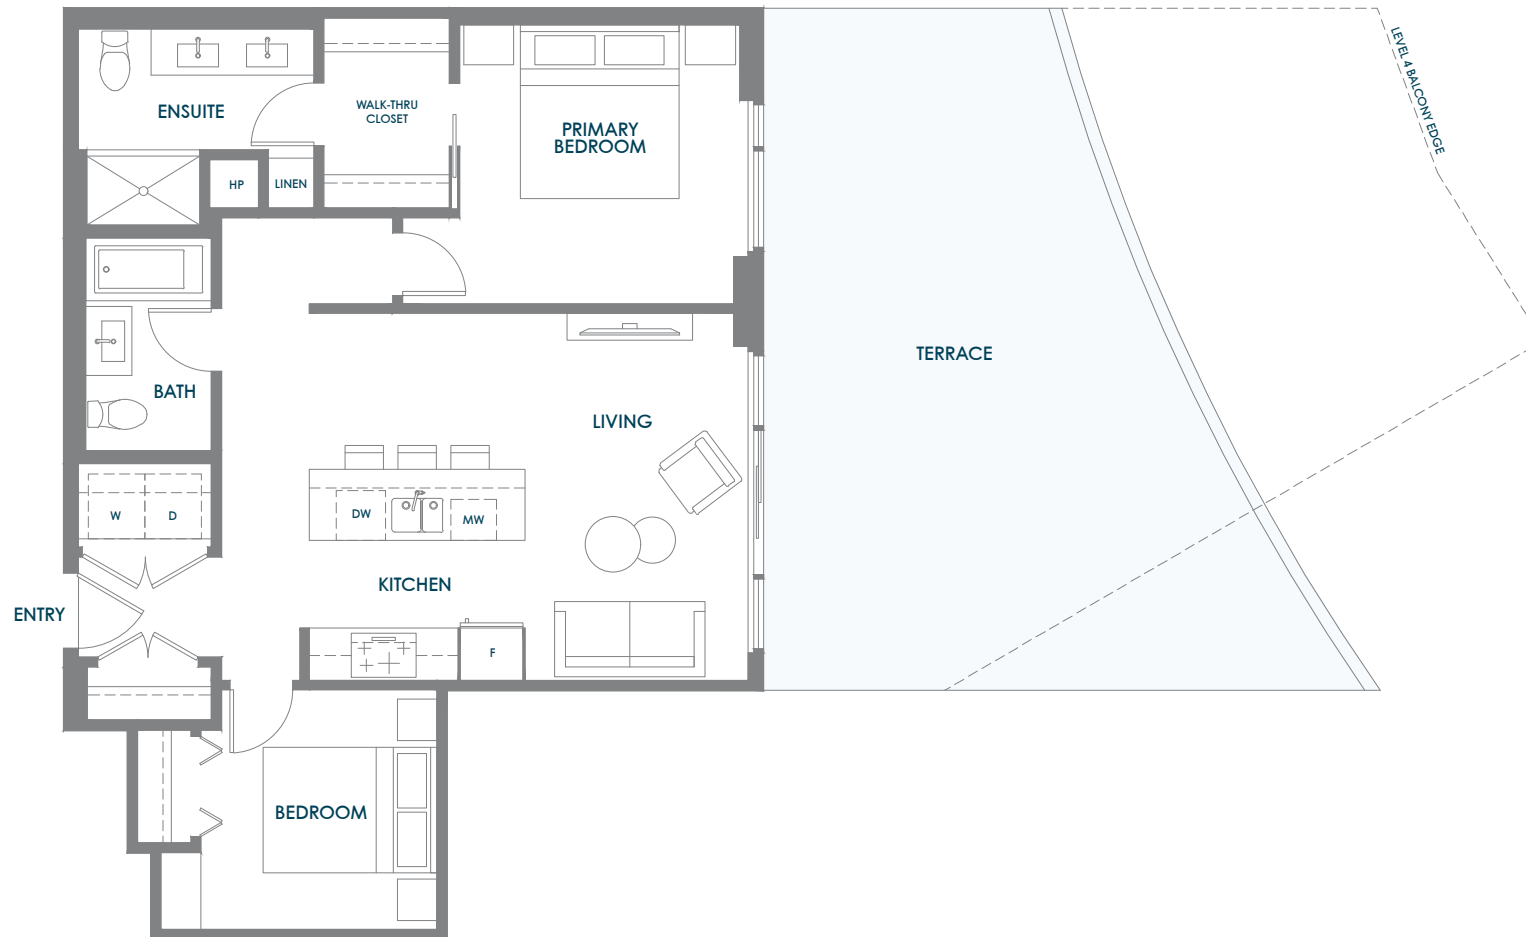 LEVEL 4 BALCONY EDGE
ENSUITE
WALK-THRU
CLOSET
PRIMARY
BEDROOM
HP
LINEN
TERRACE
BATH
LIVING
W
D
DW
MW
KITCHEN
ENTRY
F
BEDROOM